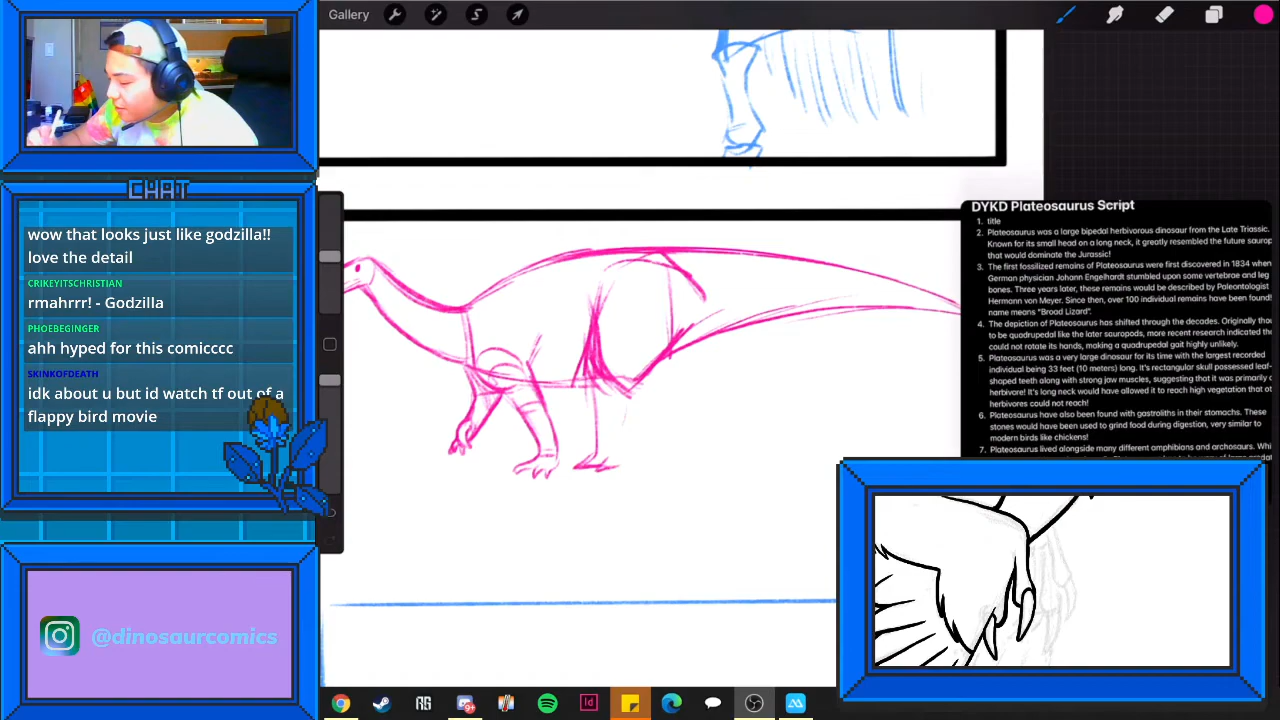 Gallery
CHAT
wow that looks just like godzilla!!
love the detail
CRIKEYITSCHRISTIAN
rmahrrr! - Godzilla
PHOEBEGINGER
ahh hyped for this comicccc
SKINKOFDEATH
idk about u but id watch tf out of a
flappy bird movie
@dinosaurcomics
DYKD Plateosaurus Script
1. title
2. Plateosaurus was a large bipedal herbivorous dinosaur from the Late Triassic.
Known for its small head on a long neck, it greatly resembled the future saurop
that would dominate the Jurassic!
3. The first fossilized remains of Plateosaurus were first discovered in 1834 when
German physician Johann Engelhardt stumbled upon some vertebrae and leg
bones. Three years later, these remains would be described by Paleontologist
Hermann von Meyer. Since then, over 100 individual remains have been found!
name means "Broad Lizard".
4. The depiction of Plateosaurus has shifted through the decades. Originally thou
to be quadrupedal like the later sauropods, more recent research indicated tha
could not rotate its hands, making a quadrupedal gait highly unlikely.
5. Plateosaurus was a very large dinosaur for its time with the largest recorded
individual being 33 feet (10 meters) long. It's rectangular skull possessed leaf-
shaped teeth along with strong jaw muscles, suggesting that it was primarily a
herbivore! It's long neck would have allowed it to reach high vegetation that ot
herbivores could not reach!
6. Plateosaurus have also been found with gastroliths in their stomachs. These
stones would have been used to grind food during digestion, very similar to
modern birds like chickens!
7. Plateosaurus lived alongside many different amphibians and archosaurs. Whi
Id